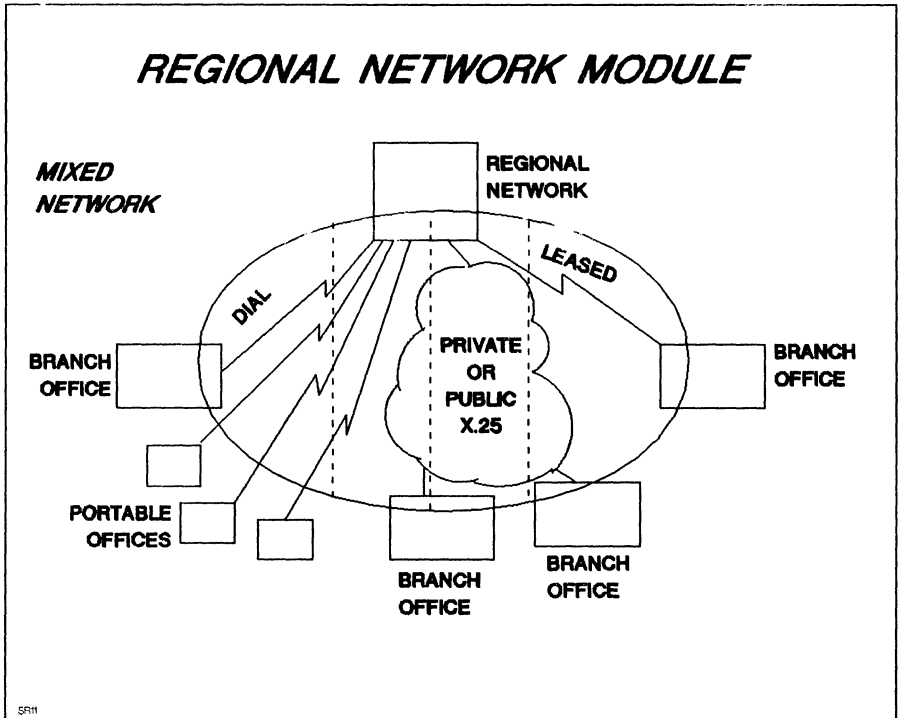 REGIONAL NETWORK MODULE
MIXED
NETWORK
REGIONAL
NETWORK
DIAL
LEASED
BRANCH
OFFICE
PRIVATE
OR
PUBLIC
X.25
BRANCH
OFFICE
PORTABLE
OFFICES
BRANCH
OFFICE
BRANCH
OFFICE
SR11